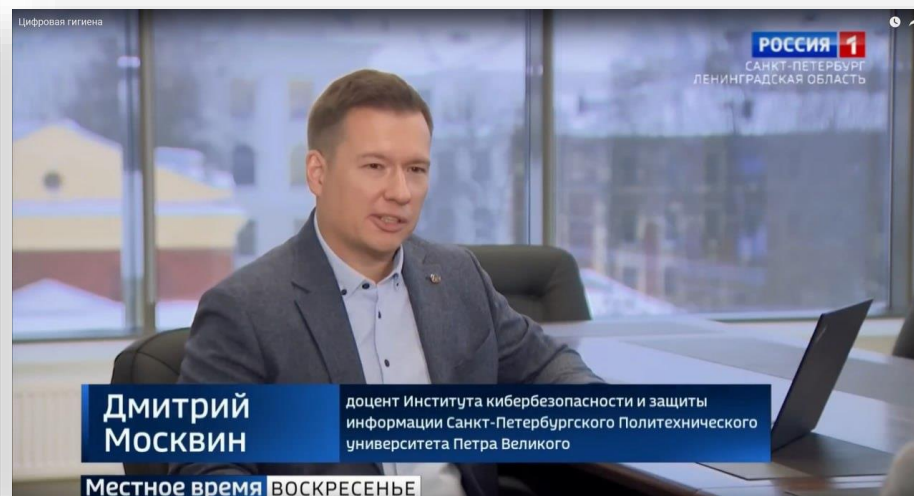 Цифровая гигиена
РОССИЯ 1
САНКТ-ПЕТЕРБУРГ
ЛЕНИНГРАДСКАЯ ОБЛАСТЬ
Дмитрий
Москвин
доцент Института кибербезопасности и защиты
информации Санкт-Петербургского Политехнического
университета Петра Великого
Местное время ВОСКРЕСЕНЬЕ